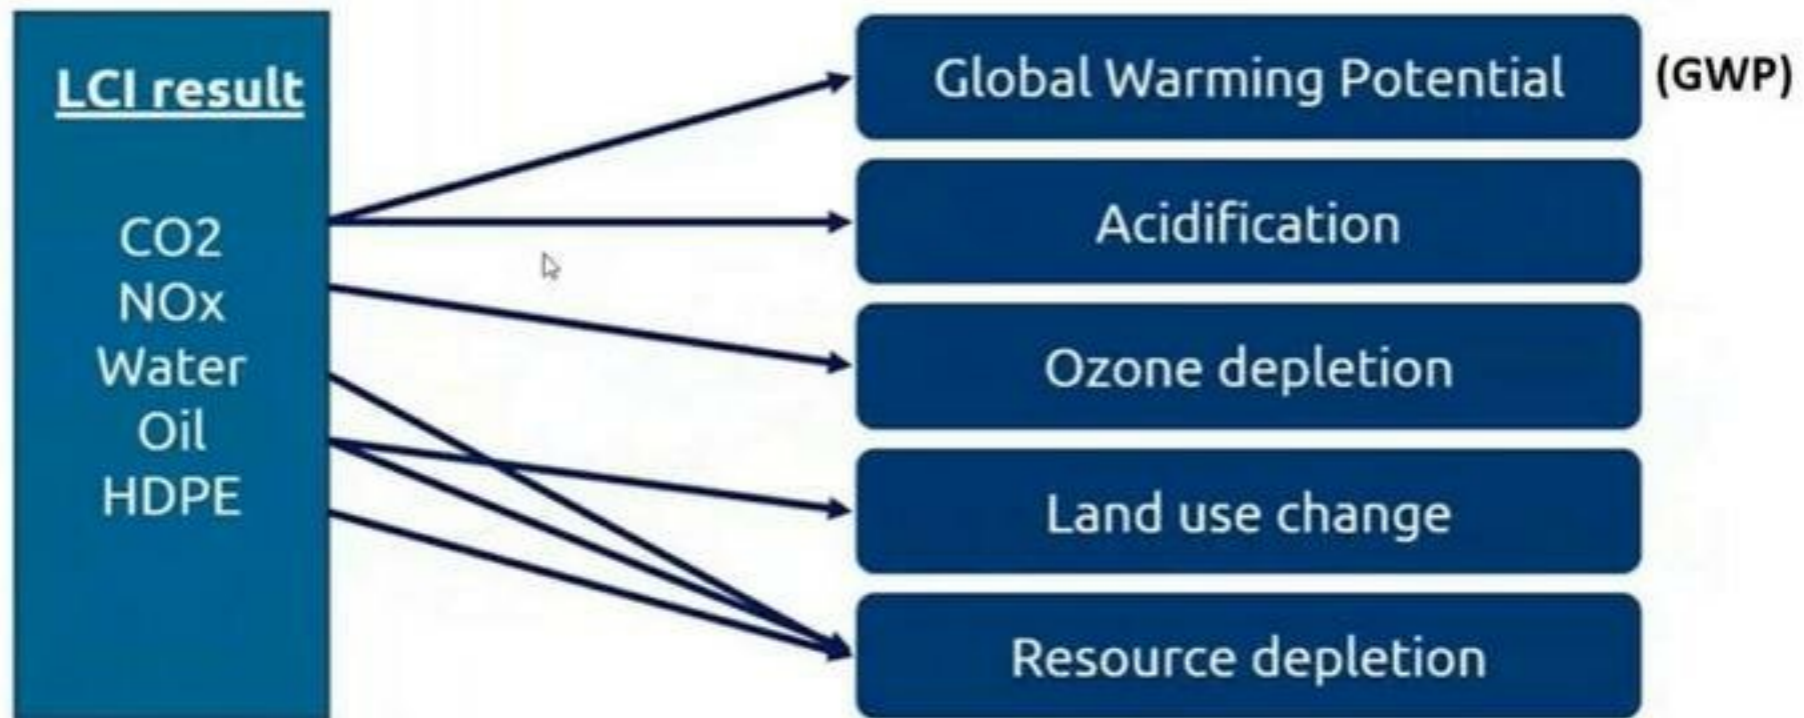 LCI result
CO2
NOx
Water
Oil
HDPE
Global Warming Potential
(GWP)
Acidification
Ozone depletion
Land use change
Resource depletion